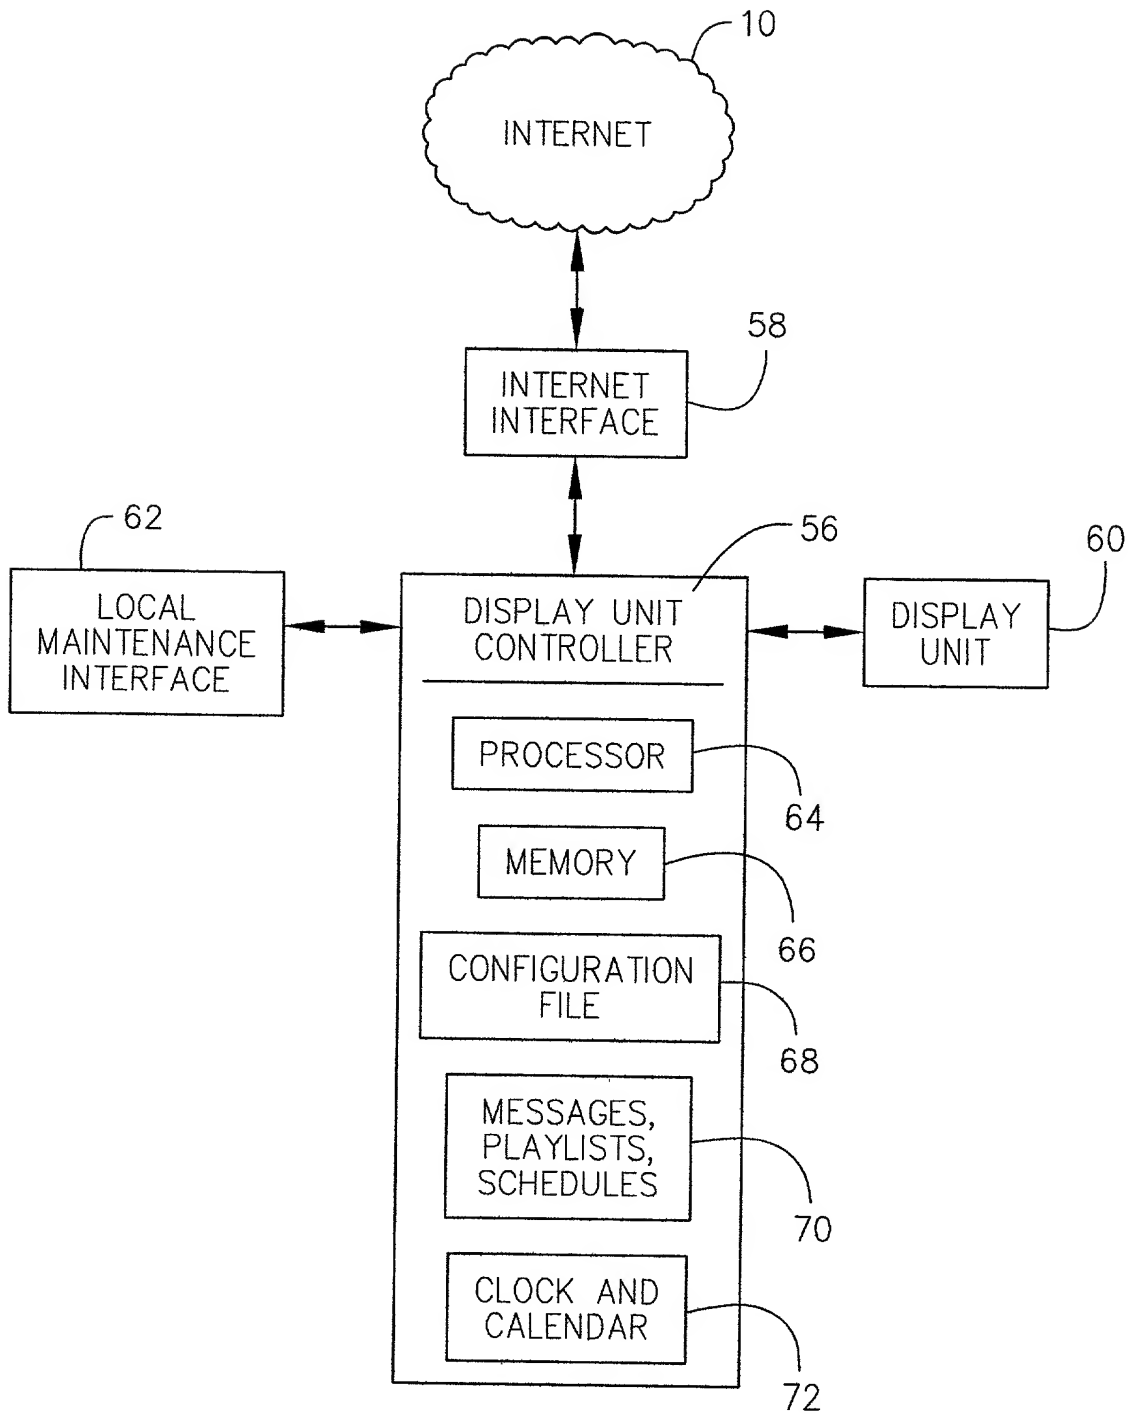 10
INTERNET
58
INTERNET
INTERFACE
62
56
60
LOCAL
MAINTENANCE
INTERFACE
DISPLAY UNIT
CONTROLLER
DISPLAY
UNIT
PROCESSOR
64
MEMORY
66
CONFIGURATION
FILE
68
MESSAGES,
PLAYLISTS,
SCHEDULES
70
CLOCK AND
CALENDAR
72